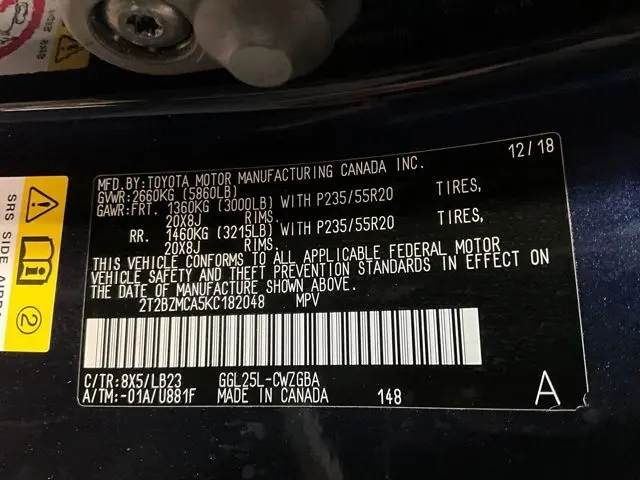 MFD.BY:TOYOTA MOTOR MANUFACTURING CANADA INC. 12/18
GVWR:2660KG (5860LB)
GAWR:FRT. 1360KG (3000LB) WITH P235/55R20 TIRES,
20X8J RIMS.
RR. 1460KG (3215LB) WITH P235/55R20 TIRES,
20X8J RIMS.
THIS VEHICLE CONFORMS TO ALL APPLICABLE FEDERAL MOTOR
VEHICLE SAFETY AND THEFT PREVENTION STANDARDS IN EFFECT ON
THE DATE OF MANUFACTURE SHOWN ABOVE.
2T2BZMCA5KC182048 MPV
C/TR:8X5/LB23 GGL25L-CWZGBA
A/TM:-01A/U881F MADE IN CANADA 148 A
SRS SIDE AIRBA
2